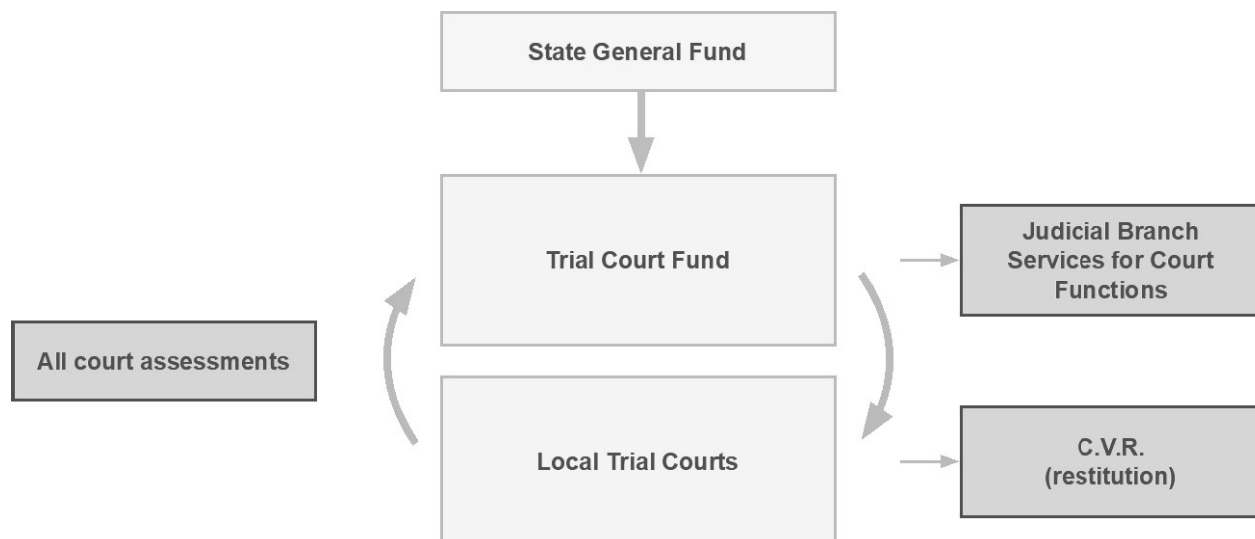 State General Fund
Trial Court Fund
Judicial Branch
Services for Court
Functions
All court assessments
Local Trial Courts
C.V.R.
(restitution)